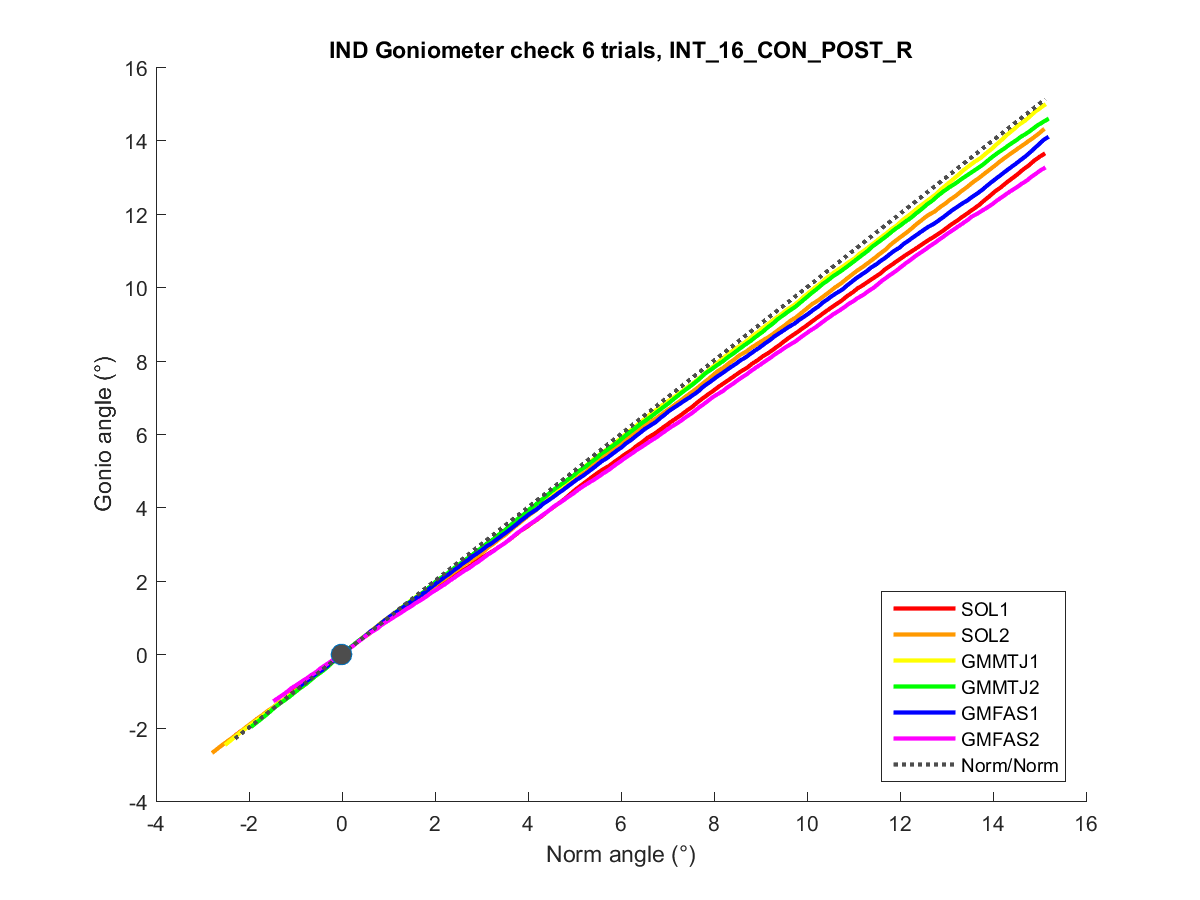 IND Goniometer check 6 trials, INT_16_CON_POST_R
16
14
12
10
8
6
4
2
0
-2
-4
Gonio angle (°)
-4 -2 0 2 4 6 8 10 12 14 16
Norm angle (°)
SOL1
SOL2
GMMTJ1
GMMTJ2
GMFAS1
GMFAS2
Norm/Norm